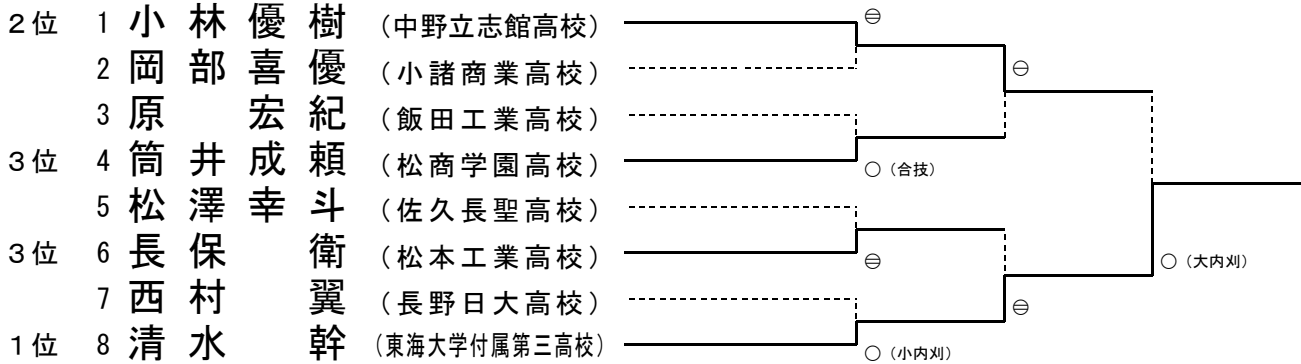 2位 1 小林優樹 (中野立志館高校) ⊜
2 岡部喜優 (小諸商業高校) ⊖
3 原 宏紀 (飯田工業高校)
3位 4 筒井成頼 (松商学園高校) ○(合技)
5 松澤幸斗 (佐久長聖高校)
3位 6 長保 衛 (松本工業高校) ⊜ ○(大内刈)
7 西村 翼 (長野日大高校) ⊜
1位 8 清水 幹 (東海大学付属第三高校) ○(小内刈)